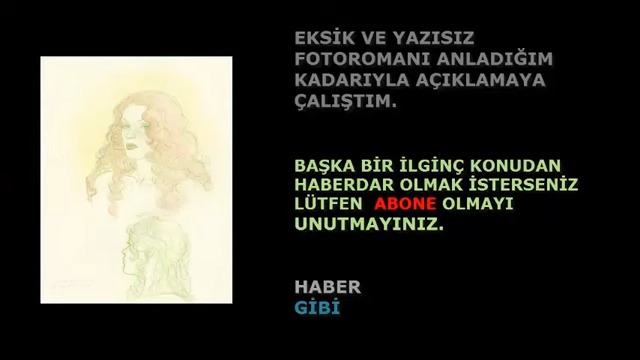 EKSİK VE YAZISIZ
FOTOROMANI ANLADIĞIM
KADARIYLA AÇIKLAMAYA
ÇALIŞTIM.
BAŞKA BİR İLGİNÇ KONUDAN
HABERDAR OLMAK İSTERSENİZ
LÜTFEN ABONE OLMAYI
UNUTMAYINIZ.
HABER
GİBİ